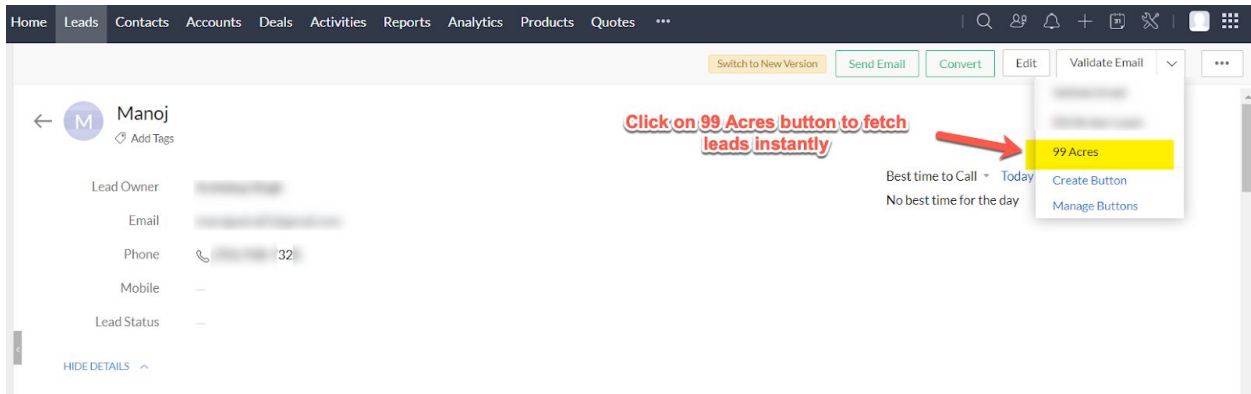 Home Leads Contacts Accounts Deals Activities Reports Analytics Products Quotes •••
Switch to New Version Send Email Convert Edit Validate Email •••
M Manoj
Add Tags
Click on 99 Acres button to fetch
leads instantly
99 Acres
Create Button
Manage Buttons
Best time to Call Today
No best time for the day
Lead Owner
Email
Phone 32
Mobile —
Lead Status —
HIDE DETAILS